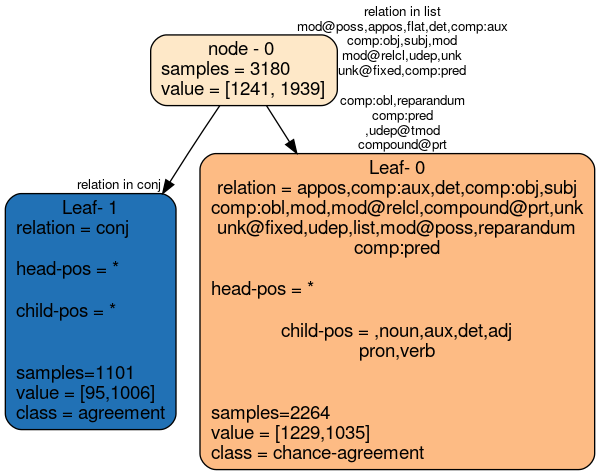 relation in list
mod@poss,appos,flat,det,comp:aux
comp:obj,subj,mod
mod@relcl,udep,unk
unk@fixed,comp:pred
comp:obl,reparandum
comp:pred
,udep@tmod
compound@prt
node - 0
samples = 3180
value = [1241, 1939]
relation in conj
Leaf- 1
relation = conj
head-pos = *
child-pos = *
samples=1101
value = [95,1006]
class = agreement
Leaf- 0
relation = appos,comp:aux,det,comp:obj,subj
comp:obl,mod,mod@relcl,compound@prt,unk
unk@fixed,udep,list,mod@poss,reparandum
comp:pred
head-pos = *
child-pos = ,noun,aux,det,adj
pron,verb
samples=2264
value = [1229,1035]
class = chance-agreement